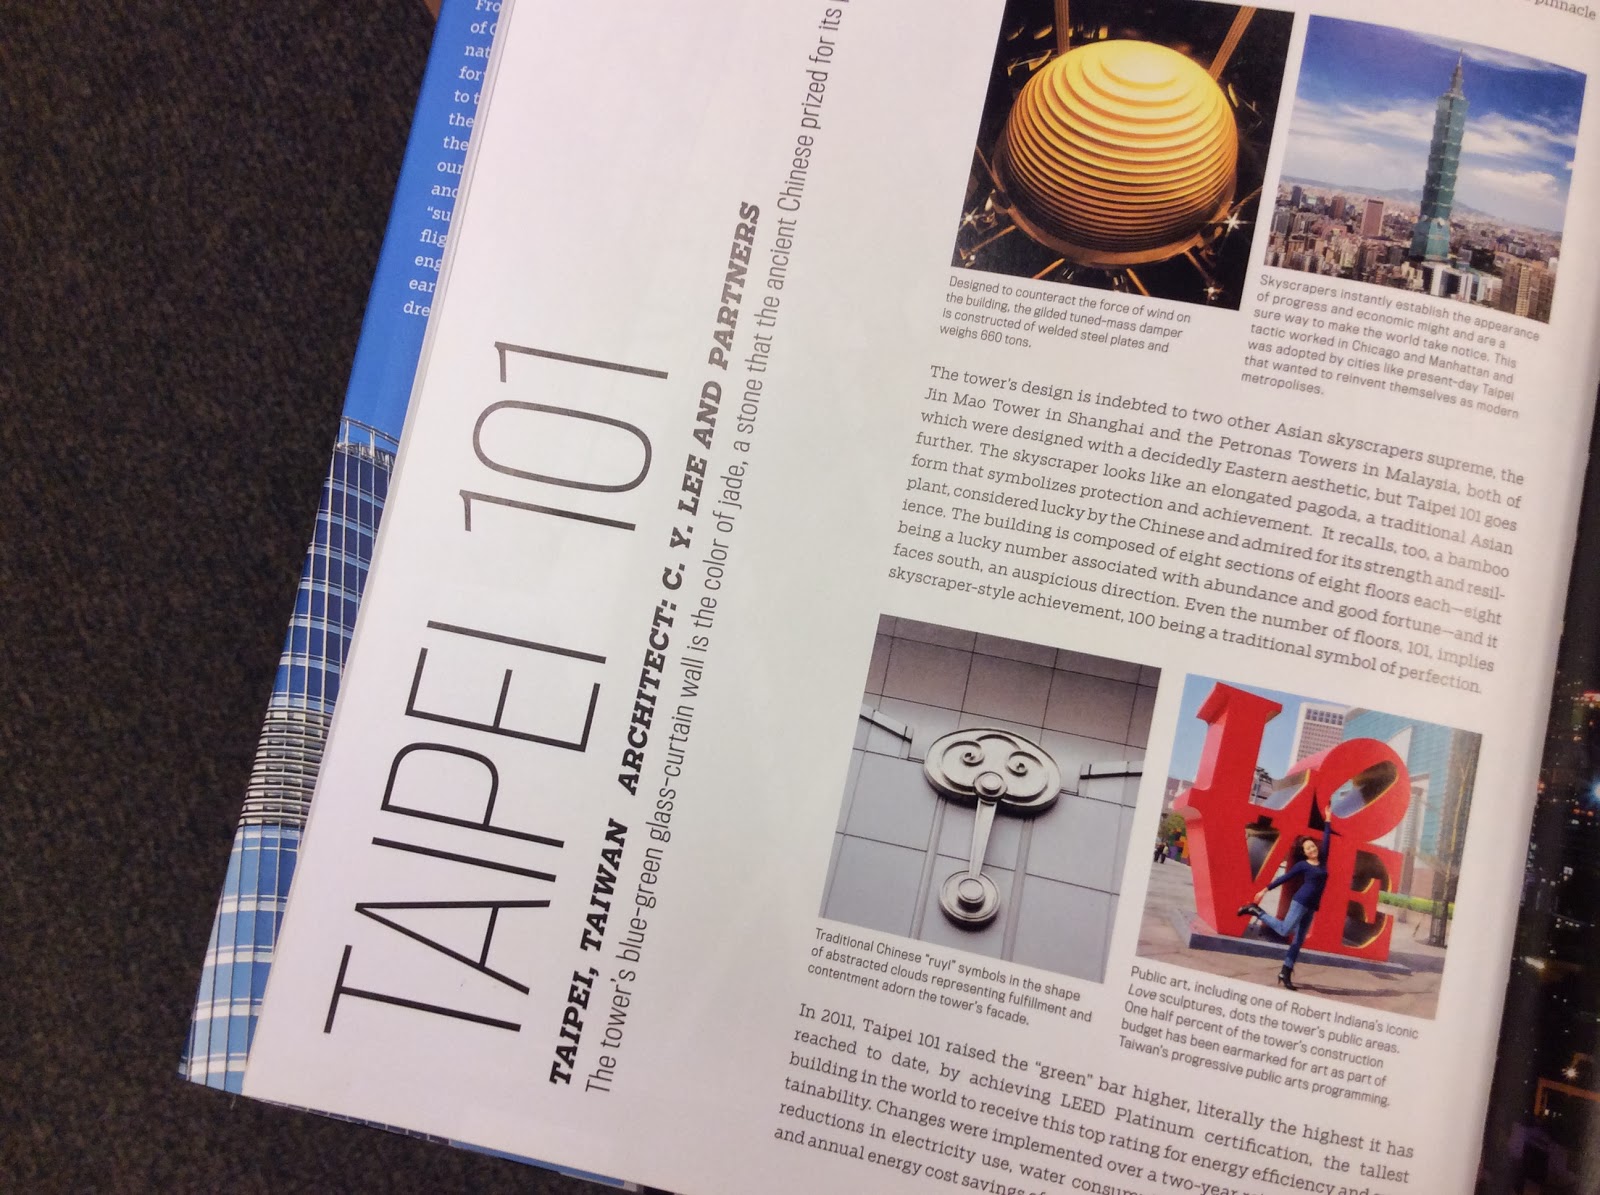 Fro
of C
nat
for
to t
the
the
our
and
"su
flig
eng
ear
dre
TAIPEI 101
TAIPEI, TAIWAN ARCHITECT: C. Y. LEE AND PARTNERS
The tower's blue-green glass-curtain wall is the color of jade, a stone that the ancient Chinese prized for its
pinnacle
Designed to counteract the force of wind on
the building, the gilded tuned-mass damper
is constructed of welded steel plates and
weighs 660 tons.
Skyscrapers instantly establish the appearance
of progress and economic might and are a
sure way to make the world take notice. This
tactic worked in Chicago and Manhattan and
was adopted by cities like present-day Taipei
that wanted to reinvent themselves as modern
metropolises.
The tower's design is indebted to two other Asian skyscrapers supreme, the
Jin Mao Tower in Shanghai and the Petronas Towers in Malaysia, both of
which were designed with a decidedly Eastern aesthetic, but Taipei 101 goes
further. The skyscraper looks like an elongated pagoda, a traditional Asian
form that symbolizes protection and achievement. It recalls, too, a bamboo
plant, considered lucky by the Chinese and admired for its strength and resil-
ience. The building is composed of eight sections of eight floors each—eight
being a lucky number associated with abundance and good fortune—and it
faces south, an auspicious direction. Even the number of floors, 101, implies
skyscraper-style achievement, 100 being a traditional symbol of perfection.
LOVE
Traditional Chinese "ruyi" symbols in the shape
of abstracted clouds representing fulfillment and
contentment adorn the tower's facade.
Public art, including one of Robert Indiana's iconic
Love sculptures, dots the tower's public areas.
One half percent of the tower's construction
budget has been earmarked for art as part of
Taiwan's progressive public arts programming.
In 2011, Taipei 101 raised the "green" bar higher, literally the highest it has
reached to date, by achieving LEED Platinum certification, the tallest
building in the world to receive this top rating for energy efficiency and
tainability. Changes were implemented over a two-year
reductions in electricity use, water
and annual energy cost savings